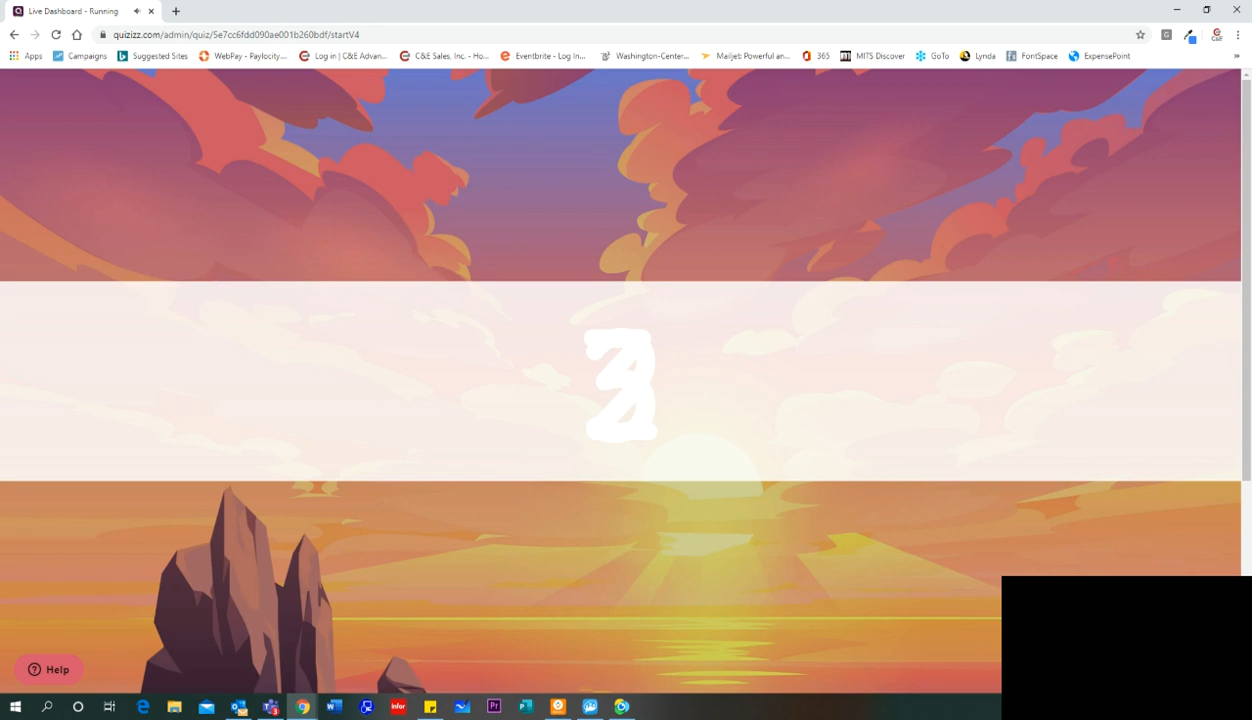 Live Dashboard - Running
quizizz.com/admin/quiz/5e7cc6fdd090ae001b260bdf/startV4
Apps Campaigns Suggested Sites WebPay - Paylocity... Log in | C&E Advan... C&E Sales, Inc. - Ho... Eventbrite - Log In... Washington-Center... Mailjet: Powerful an... 365 MITS Discover GoTo Lynda FontSpace ExpensePoint »
Help